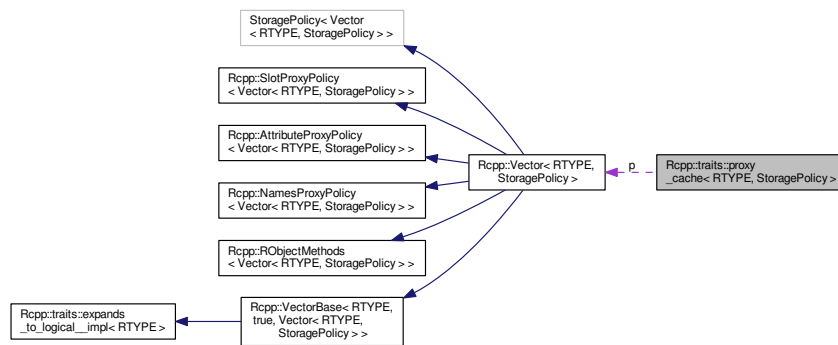 StoragePolicy< Vector
< RTYPE, StoragePolicy > >
Rcpp::SlotProxyPolicy
< Vector< RTYPE, StoragePolicy > >
Rcpp::AttributeProxyPolicy
< Vector< RTYPE, StoragePolicy > >
Rcpp::Vector< RTYPE,
StoragePolicy >
p
Rcpp::traits::proxy
_cache< RTYPE, StoragePolicy >
Rcpp::NamesProxyPolicy
< Vector< RTYPE, StoragePolicy > >
Rcpp::RObjectMethods
< Vector< RTYPE, StoragePolicy > >
Rcpp::traits::expands
_to_logical__impl< RTYPE >
Rcpp::VectorBase< RTYPE,
true, Vector< RTYPE,
StoragePolicy > >